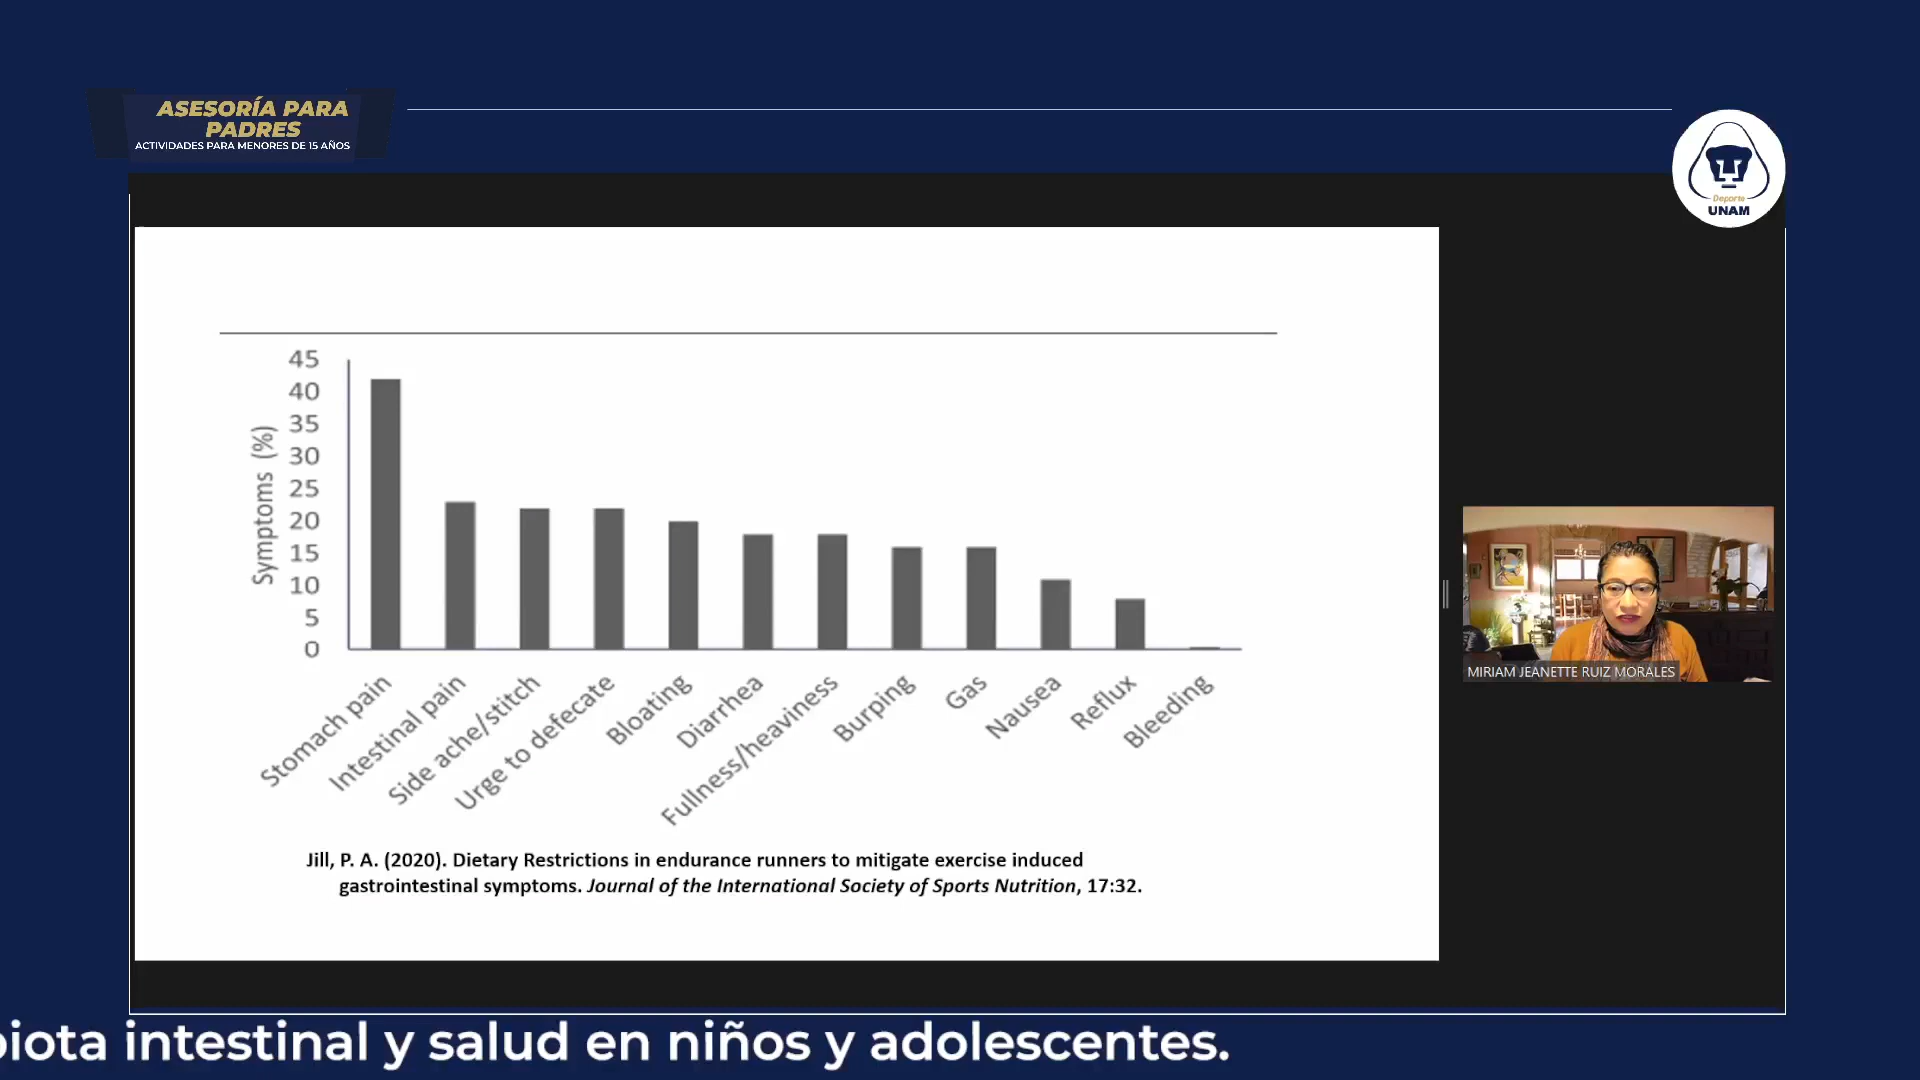 ASESORÍA PARA
PADRES
ACTIVIDADES PARA MENORES DE 15 AÑOS
Deporte
UNAM
45
40
35
30
25
20
15
10
5
0
Symptoms (%)
Stomach pain
Intestinal pain
Side ache/stitch
Urge to defecate
Bloating
Diarrhea
Fullness/heaviness
Burping
Gas
Nausea
Reflux
Bleeding
Jill, P. A. (2020). Dietary Restrictions in endurance runners to mitigate exercise induced
gastrointestinal symptoms. Journal of the International Society of Sports Nutrition, 17:32.
MIRIAM JEANETTE RUIZ MORALES
intestinal y salud en niños y adolescentes.